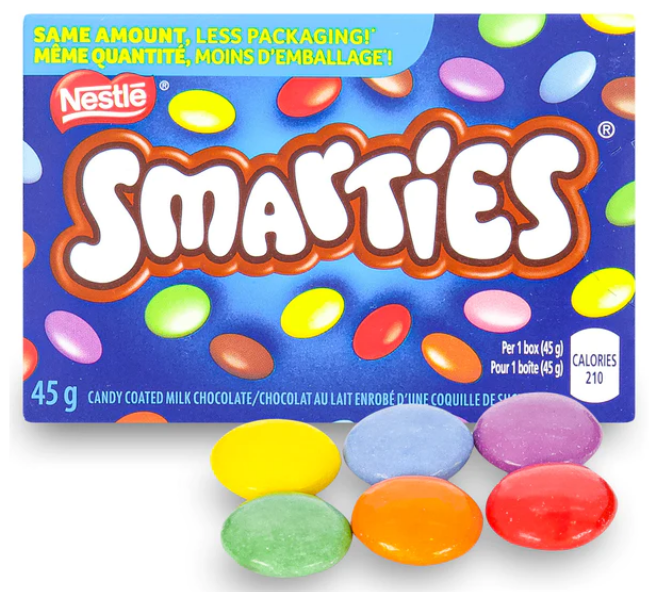 SAME AMOUNT, LESS PACKAGING!*
MÊME QUANTITÉ, MOINS D'EMBALLAGE*!
Nestlé®
SMARTIES®
Per 1 box (45 g)
Pour 1 boîte (45 g)
CALORIES
210
45 g CANDY COATED MILK CHOCOLATE/CHOCOLAT AU LAIT ENROBÉ D'UNE COQUILLE DE